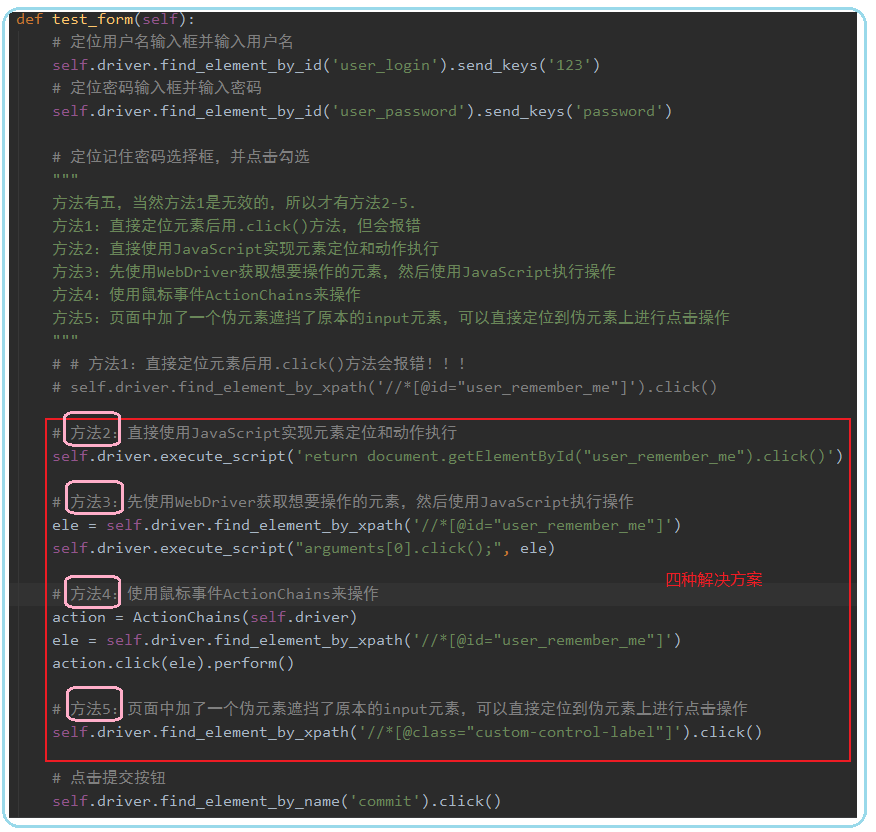 def test_form(self):
# 定位用户名输入框并输入用户名
self.driver.find_element_by_id('user_login').send_keys('123')
# 定位密码输入框并输入密码
self.driver.find_element_by_id('user_password').send_keys('password')
# 定位记住密码选择框，并点击勾选
"""
方法有五，当然方法1是无效的，所以才有方法2-5.
方法1：直接定位元素后用.click()方法，但会报错
方法2：直接使用JavaScript实现元素定位和动作执行
方法3：先使用WebDriver获取想要操作的元素，然后使用JavaScript执行操作
方法4：使用鼠标事件ActionChains来操作
方法5：页面中加了一个伪元素遮挡了原本的input元素，可以直接定位到伪元素上进行点击操作
"""
# # 方法1：直接定位元素后用.click()方法会报错！！！
# self.driver.find_element_by_xpath('//*[@id="user_remember_me"]').click()
# 方法2：直接使用JavaScript实现元素定位和动作执行
self.driver.execute_script('return document.getElementById("user_remember_me").click()')
# 方法3：先使用WebDriver获取想要操作的元素，然后使用JavaScript执行操作
ele = self.driver.find_element_by_xpath('//*[@id="user_remember_me"]')
self.driver.execute_script("arguments[0].click();", ele)
四种解决方案
# 方法4：使用鼠标事件ActionChains来操作
action = ActionChains(self.driver)
ele = self.driver.find_element_by_xpath('//*[@id="user_remember_me"]')
action.click(ele).perform()
# 方法5：页面中加了一个伪元素遮挡了原本的input元素，可以直接定位到伪元素上进行点击操作
self.driver.find_element_by_xpath('//*[@class="custom-control-label"]').click()
# 点击提交按钮
self.driver.find_element_by_name('commit').click()